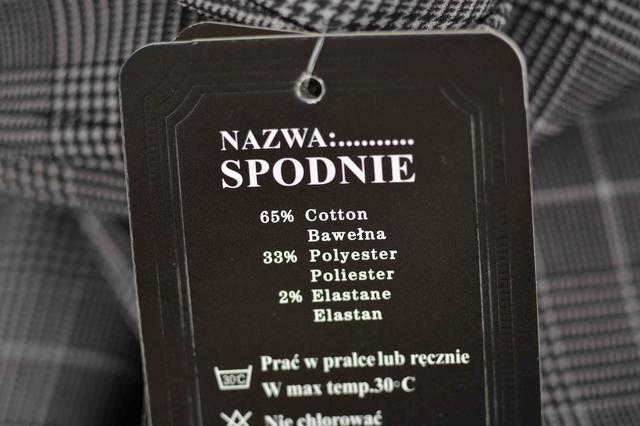 NAZWA:..........
SPODNIE
65% Cotton
Bawełna
33% Polyester
Poliester
2% Elastane
Elastan
Prać w pralce lub ręcznie
30C W max temp.30°C
Nie chlorować